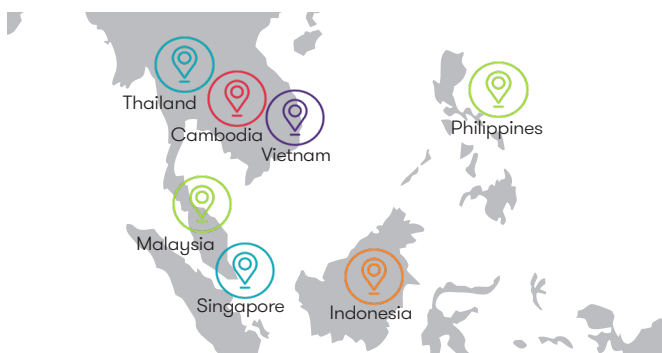 Thailand
Cambodia
Vietnam
Philippines
Malaysia
Singapore
Indonesia